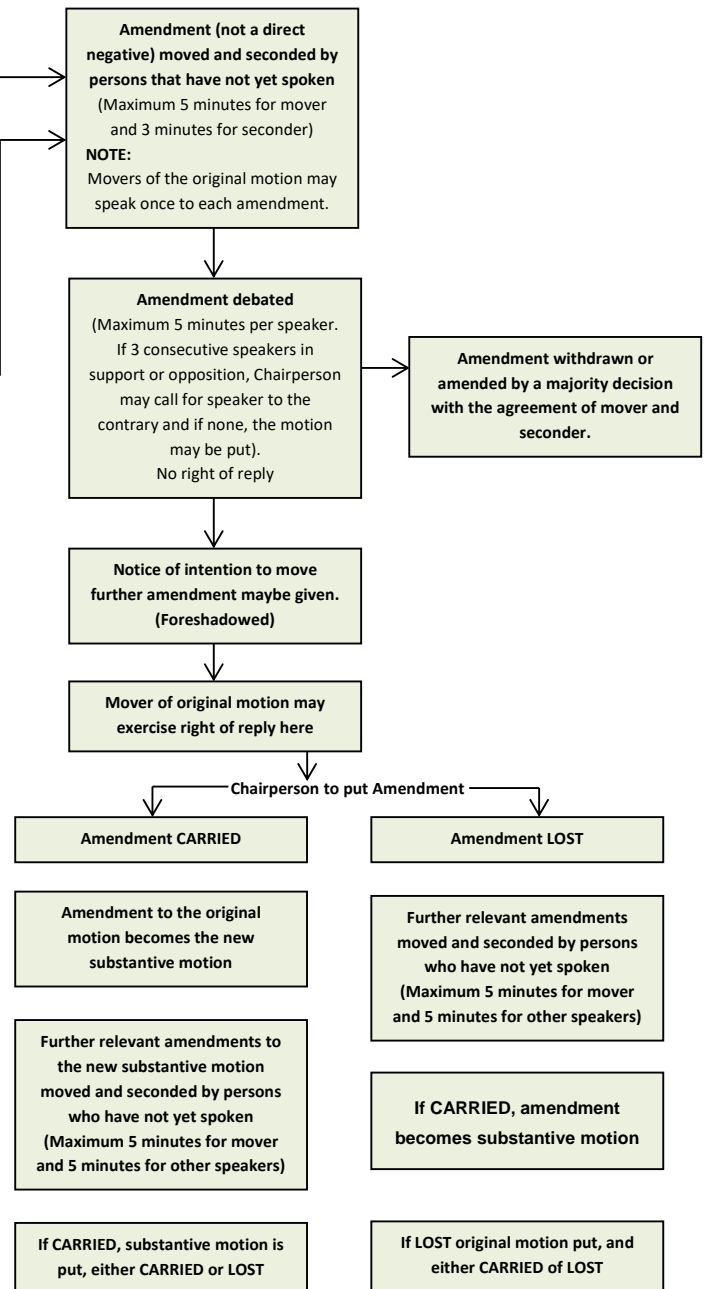 Amendment (not a direct
negative) moved and seconded by
persons that have not yet spoken
(Maximum 5 minutes for mover
and 3 minutes for seconder)
NOTE:
Movers of the original motion may
speak once to each amendment.
Amendment debated
(Maximum 5 minutes per speaker.
If 3 consecutive speakers in
support or opposition, Chairperson
may call for speaker to the
contrary and if none, the motion
may be put).
No right of reply
Amendment withdrawn or
amended by a majority decision
with the agreement of mover and
seconder.
Notice of intention to move
further amendment maybe given.
(Foreshadowed)
Mover of original motion may
exercise right of reply here
Chairperson to put Amendment
Amendment CARRIED
Amendment to the original
motion becomes the new
substantive motion
Further relevant amendments to
the new substantive motion
moved and seconded by persons
who have not yet spoken
(Maximum 5 minutes for mover
and 5 minutes for other speakers)
If CARRIED, substantive motion is
put, either CARRIED or LOST
Amendment LOST
Further relevant amendments
moved and seconded by persons
who have not yet spoken
(Maximum 5 minutes for mover
and 5 minutes for other speakers)
If CARRIED, amendment
becomes substantive motion
If LOST original motion put, and
either CARRIED of LOST